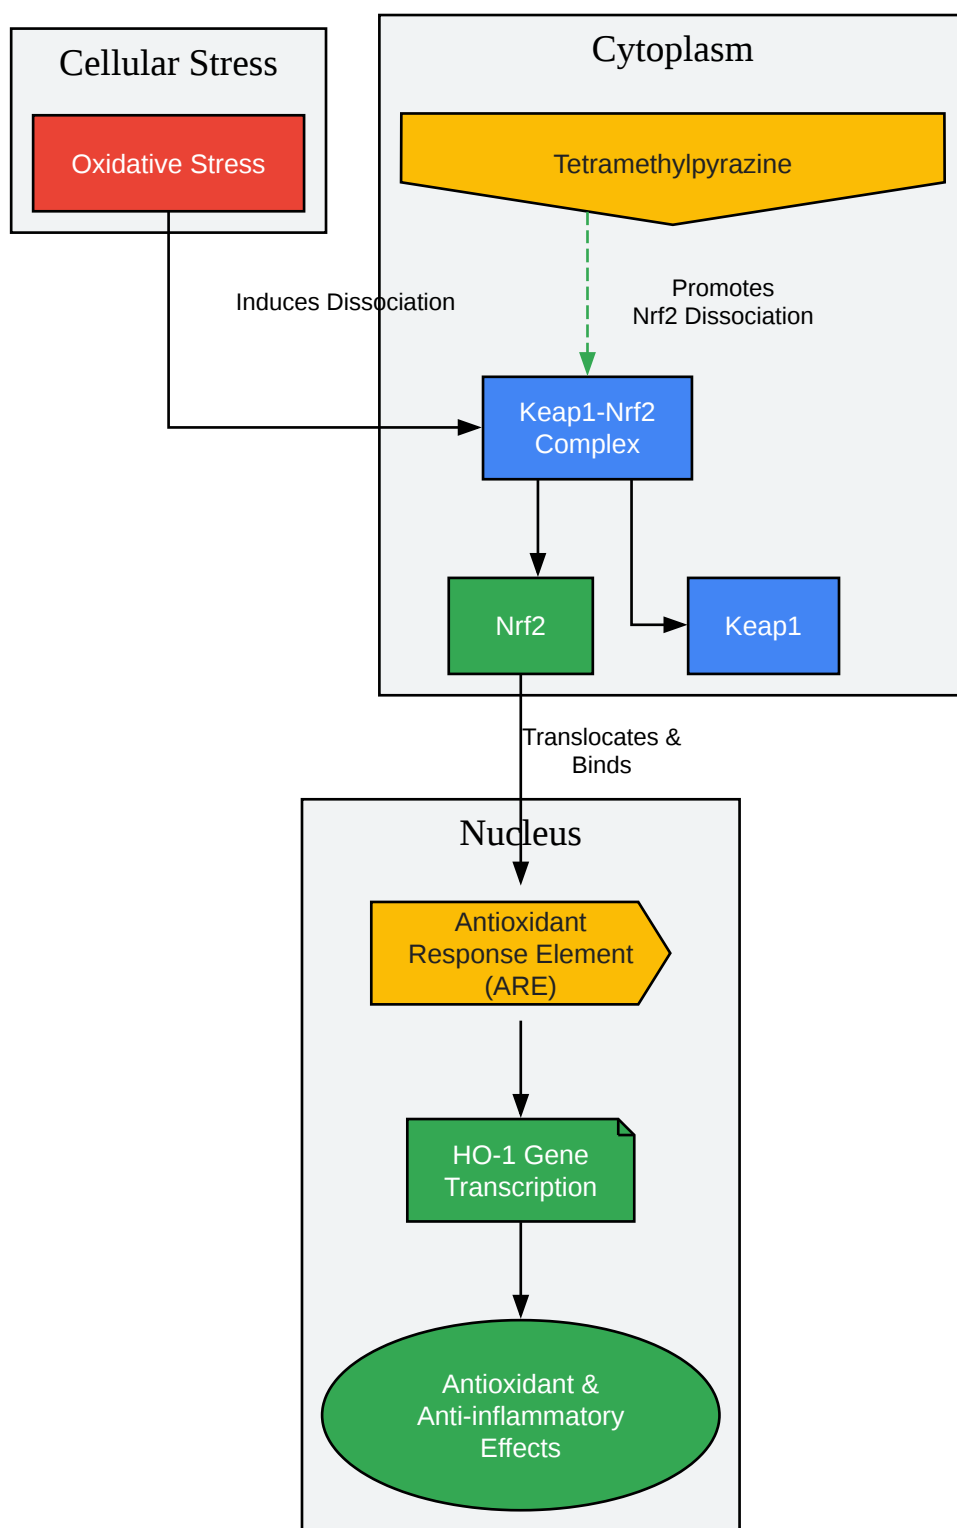 Cellular Stress
Oxidative Stress
Cytoplasm
Tetramethylpyrazine
Induces Dissociation
Promotes
Nrf2 Dissociation
Keap1-Nrf2
Complex
Nrf2
Keap1
Translocates &
Binds
Nucleus
Antioxidant
Response Element
(ARE)
HO-1 Gene
Transcription
Antioxidant &
Anti-inflammatory
Effects